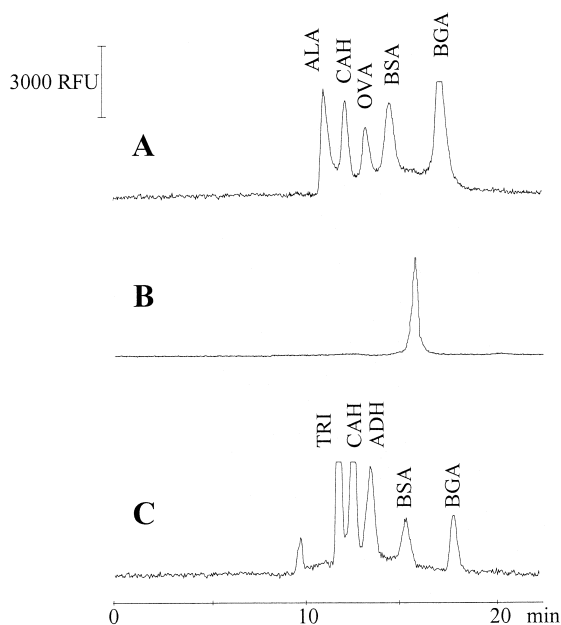 ALA
CAH
OVA
BSA
BGA
3000 RFU
A
B
TRI
CAH
ADH
BSA
BGA
C
0
10
20
min